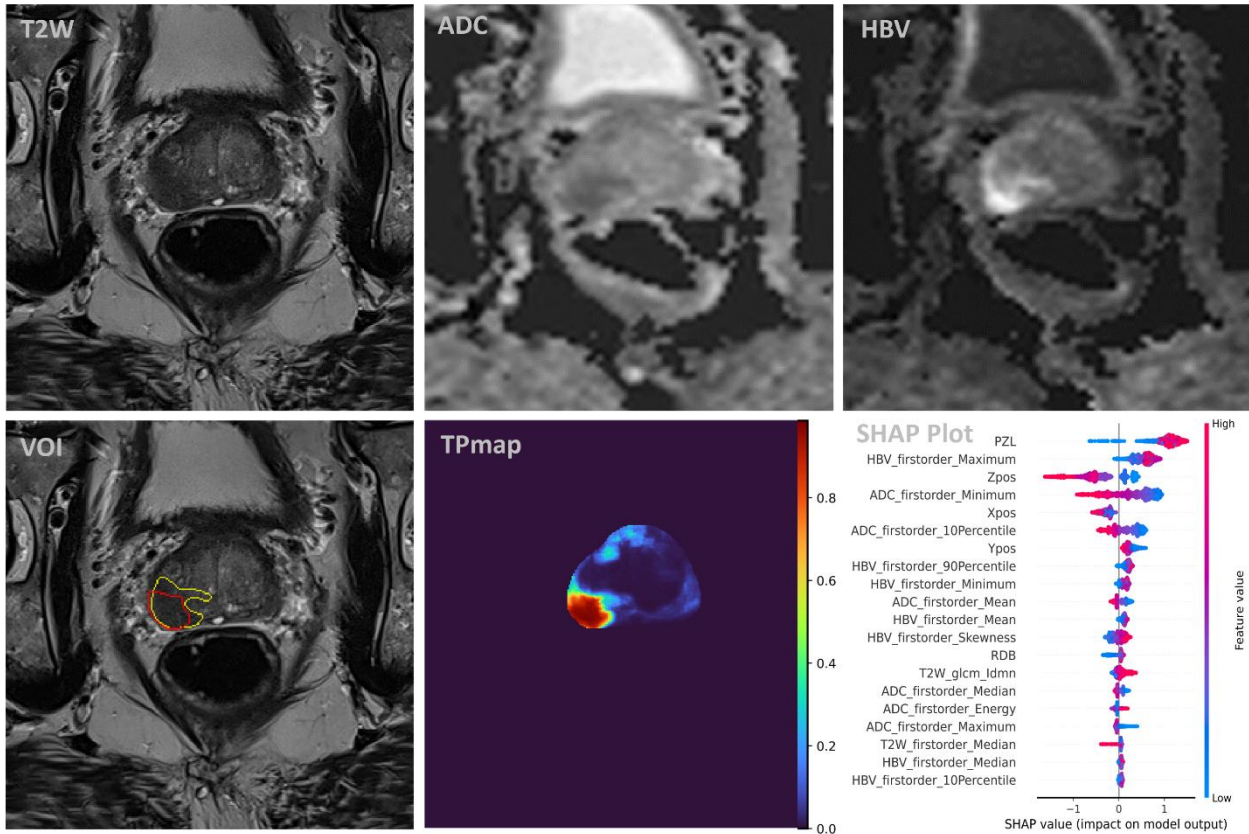 T2W
ADC
HBV
VOI
TPmap
0.8
0.6
0.4
0.2
0.0
SHAP Plot
PZL
HBV_firstorder_Maximum
Zpos
ADC_firstorder_Minimum
Xpos
ADC_firstorder_10Percentile
Ypos
HBV_firstorder_90Percentile
HBV_firstorder_Minimum
ADC_firstorder_Mean
HBV_firstorder_Mean
HBV_firstorder_Skewness
RDB
T2W_glcm_Idmn
ADC_firstorder_Median
ADC_firstorder_Energy
ADC_firstorder_Maximum
T2W_firstorder_Median
HBV_firstorder_Median
HBV_firstorder_10Percentile
−1 0 1
SHAP value (impact on model output)
High
Feature value
Low